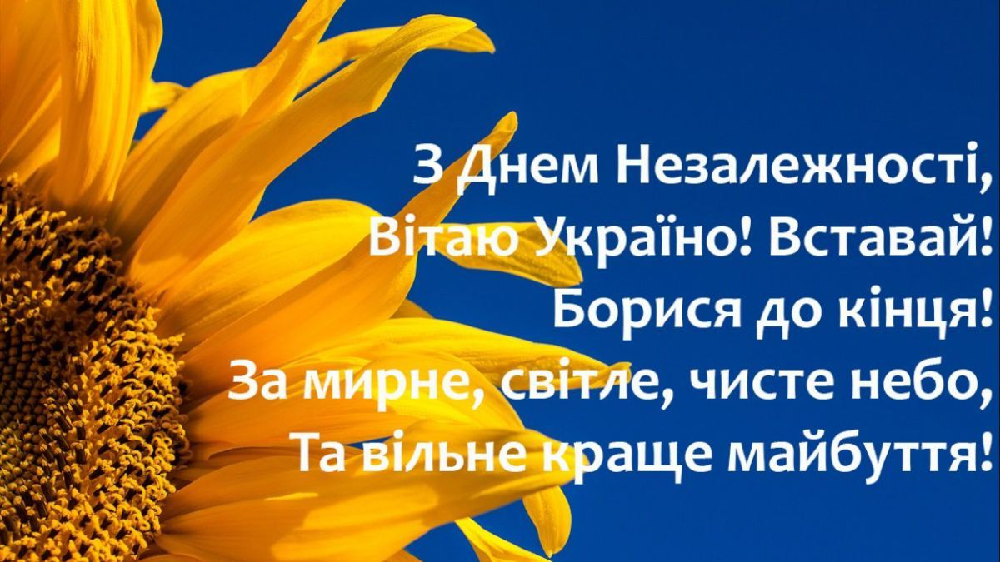 З Днем Незалежності,
Вітаю Україно! Вставай!
Борися до кінця!
За мирне, світле, чисте небо,
Та вільне краще майбуття!